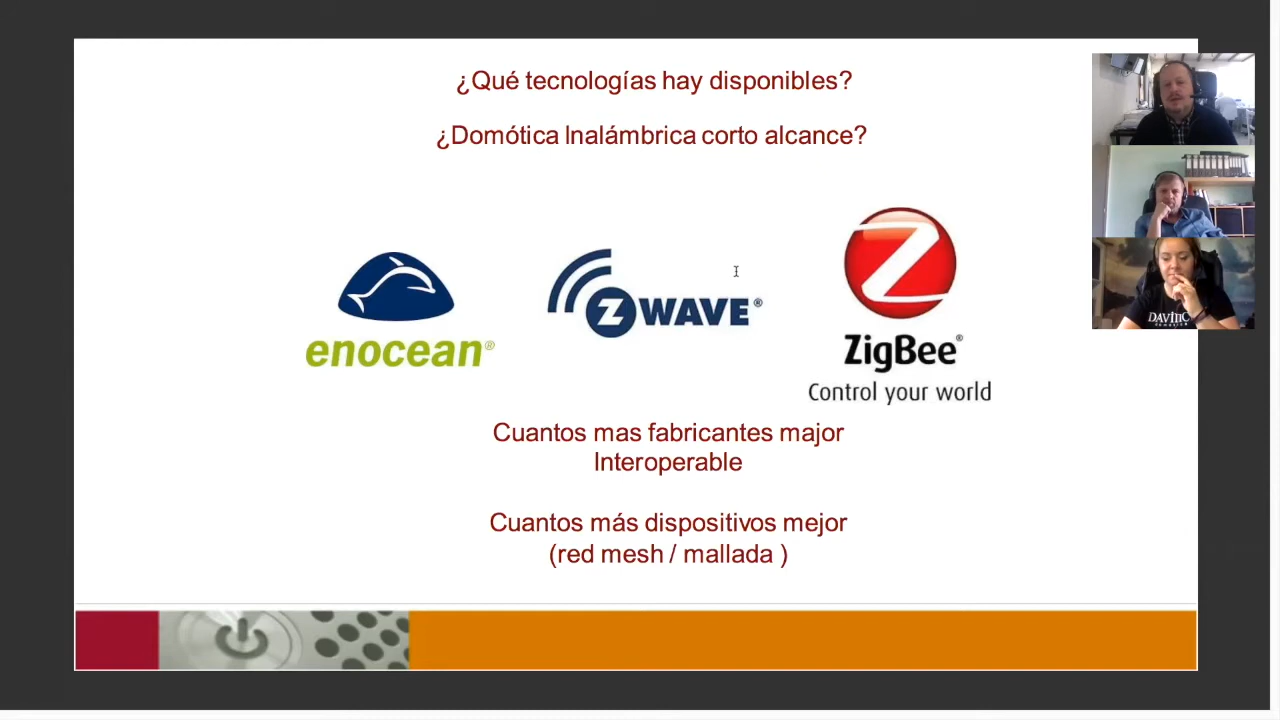 ¿Qué tecnologías hay disponibles?
¿Domótica Inalámbrica corto alcance?
enocean®
Z WAVE®
Z
ZigBee®
Control your world
Cuantos mas fabricantes major
Interoperable
Cuantos más dispositivos mejor
(red mesh / mallada )